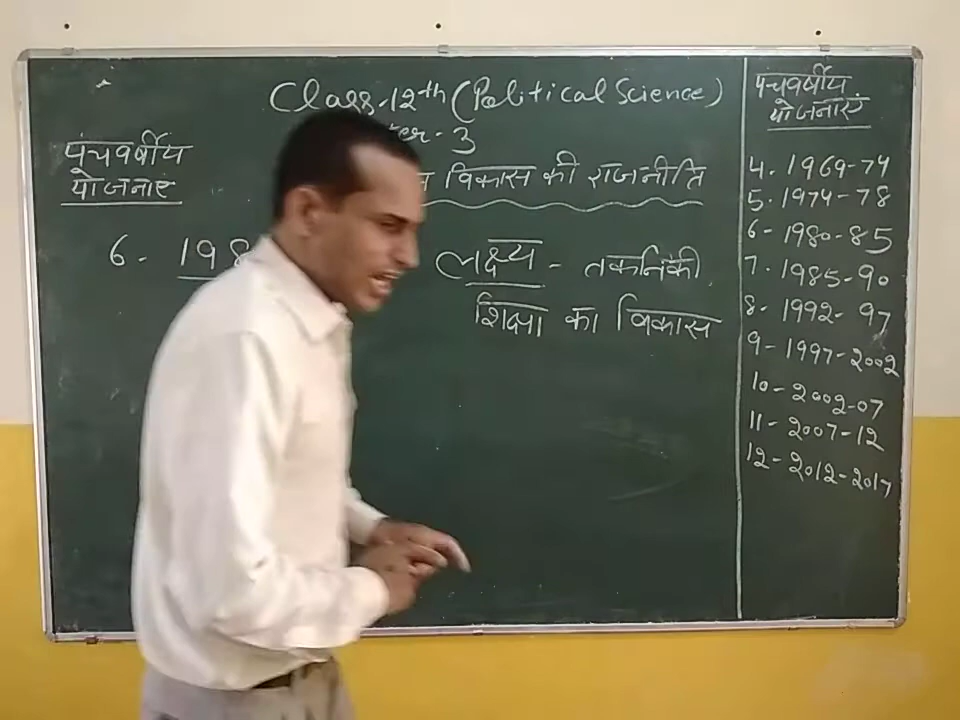 Class-12th (Political Science)
- 3
विकास की राजनीति
पंचवर्षीय
योजनाएं
6 - 198
लक्ष्य - तकनिकी
शिक्षा का विकास
पंचवर्षीय
योजनाएं
4. 1969-74
5. 1974-78
6- 1980-85
7. 1985-90
8- 1992-97
9- 1997-2002
10- 2002-07
11- 2007-12
12- 2012-2017